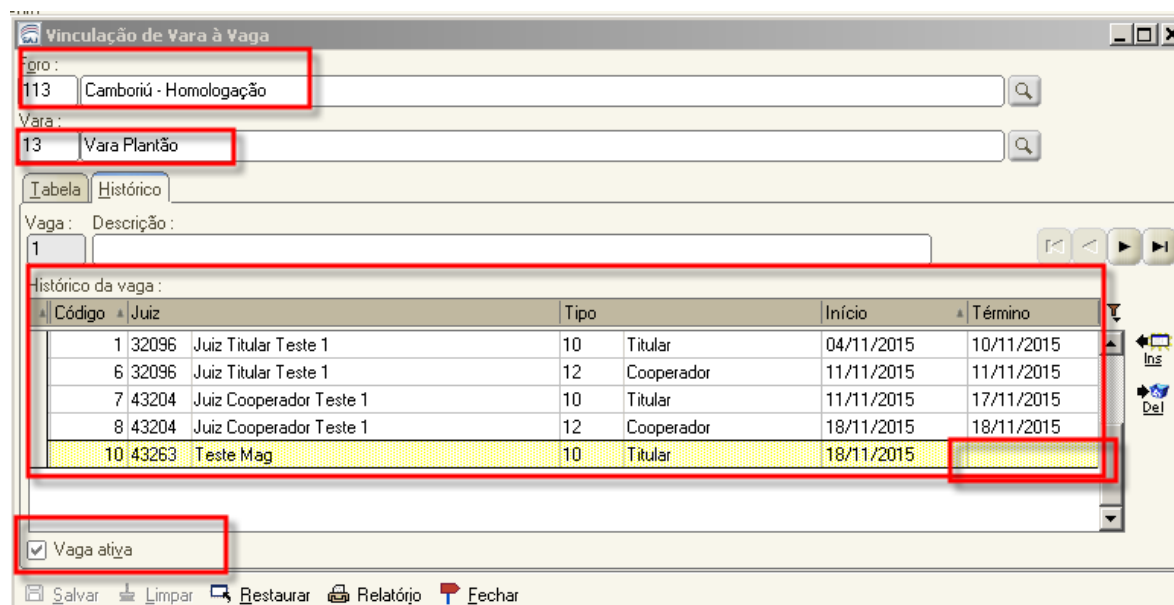 Vinculação de Vara à Vaga
Foro :
113 Camboriú - Homologação
Vara :
13 Vara Plantão
Tabela Histórico
Vaga : Descrição :
1
Histórico da vaga :
Código Juiz Tipo Início Término
1 32096 Juiz Titular Teste 1 10 Titular 04/11/2015 10/11/2015
6 32096 Juiz Titular Teste 1 12 Cooperador 11/11/2015 11/11/2015
7 43204 Juiz Cooperador Teste 1 10 Titular 11/11/2015 17/11/2015
8 43204 Juiz Cooperador Teste 1 12 Cooperador 18/11/2015 18/11/2015
10 43263 Teste Mag 10 Titular 18/11/2015
Ins
Del
Vaga ativa
Salvar Limpar Restaurar Relatório Fechar